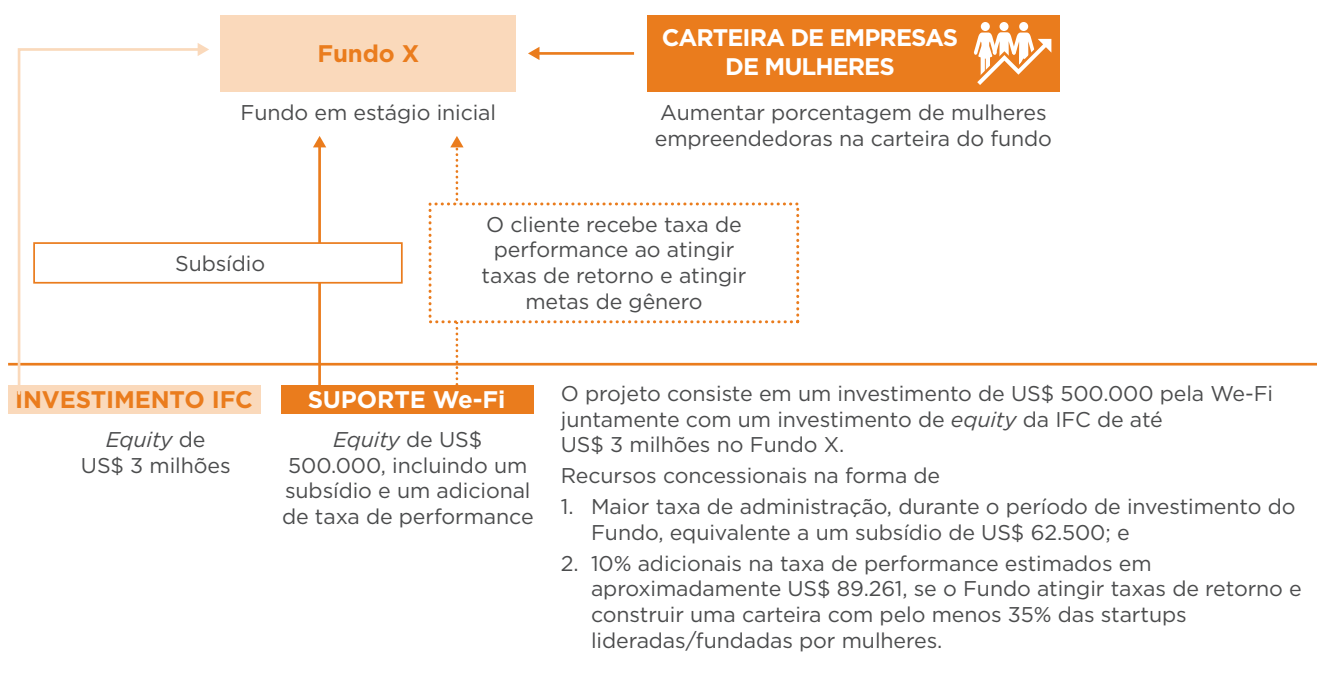 Fundo X
CARTEIRA DE EMPRESAS
DE MULHERES
Fundo em estágio inicial
Aumentar porcentagem de mulheres
empreendedoras na carteira do fundo
O cliente recebe taxa de
performance ao atingir
taxas de retorno e atingir
metas de gênero
Subsídio
INVESTIMENTO IFC
Equity de
US$ 3 milhões
SUPORTE We-Fi
Equity de US$
500.000, incluindo um
subsídio e um adicional
de taxa de performance
O projeto consiste em um investimento de US$ 500.000 pela We-Fi
juntamente com um investimento de equity da IFC de até
US$ 3 milhões no Fundo X.
Recursos concessionais na forma de
1. Maior taxa de administração, durante o período de investimento do
Fundo, equivalente a um subsídio de US$ 62.500; e
2. 10% adicionais na taxa de performance estimados em
aproximadamente US$ 89.261, se o Fundo atingir taxas de retorno e
construir uma carteira com pelo menos 35% das startups
lideradas/fundadas por mulheres.